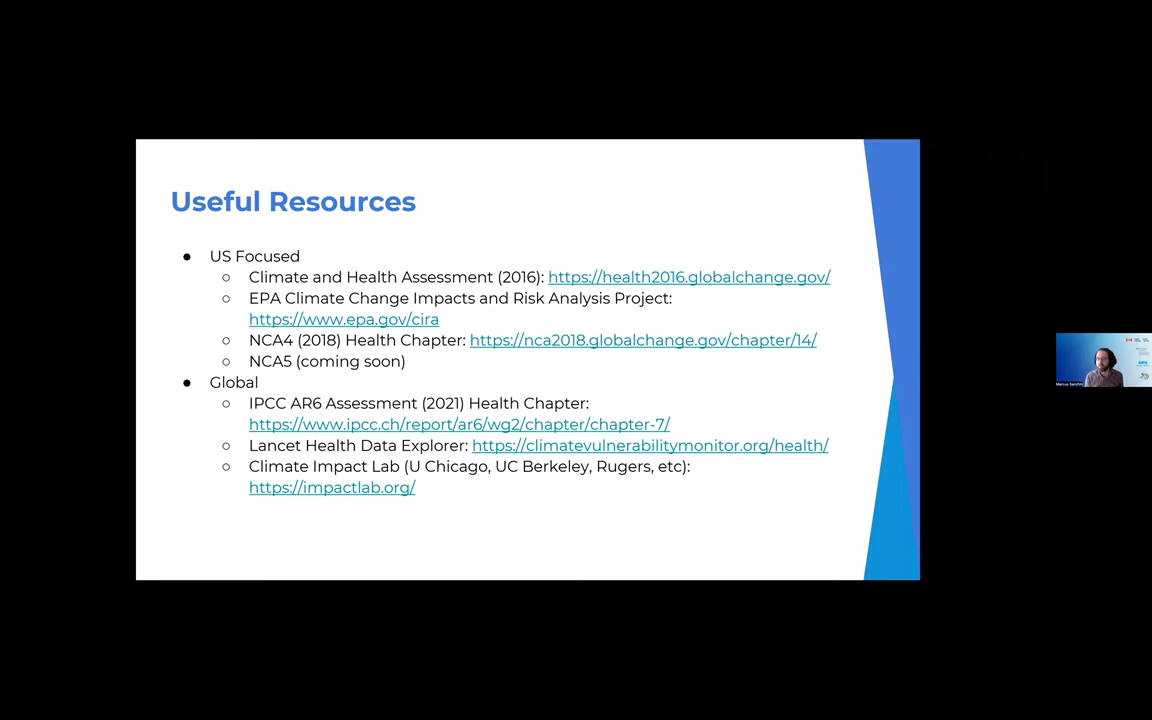 Useful Resources
● US Focused
○ Climate and Health Assessment (2016): https://health2016.globalchange.gov/
○ EPA Climate Change Impacts and Risk Analysis Project:
https://www.epa.gov/cira
○ NCA4 (2018) Health Chapter: https://nca2018.globalchange.gov/chapter/14/
○ NCA5 (coming soon)
● Global
○ IPCC AR6 Assessment (2021) Health Chapter:
https://www.ipcc.ch/report/ar6/wg2/chapter/chapter-7/
○ Lancet Health Data Explorer: https://climatevulnerabilitymonitor.org/health/
○ Climate Impact Lab (U Chicago, UC Berkeley, Rugers, etc):
https://impactlab.org/